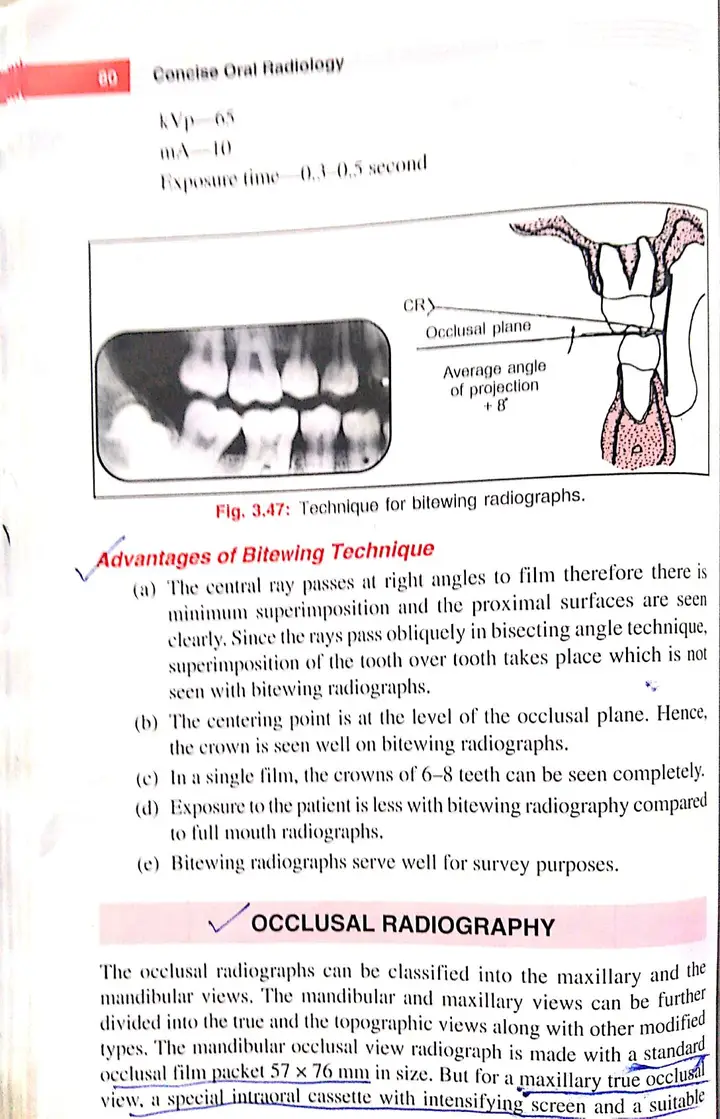 60
Concise Oral Radiology
kVp—65
mA—10
Exposure time—0.3–0.5 second
CR
Occlusal plane
Average angle
of projection
+ 8°
Fig. 3.47: Technique for bitewing radiographs.
Advantages of Bitewing Technique
(a) The central ray passes at right angles to film therefore there is
minimum superimposition and the proximal surfaces are seen
clearly. Since the rays pass obliquely in bisecting angle technique,
superimposition of the tooth over tooth takes place which is not
seen with bitewing radiographs.
(b) The centering point is at the level of the occlusal plane. Hence,
the crown is seen well on bitewing radiographs.
(c) In a single film, the crowns of 6–8 teeth can be seen completely.
(d) Exposure to the patient is less with bitewing radiography compared
to full mouth radiographs.
(e) Bitewing radiographs serve well for survey purposes.
OCCLUSAL RADIOGRAPHY
The occlusal radiographs can be classified into the maxillary and the
mandibular views. The mandibular and maxillary views can be further
divided into the true and the topographic views along with other modified
types. The mandibular occlusal view radiograph is made with a standard
occlusal film packet 57 × 76 mm in size. But for a maxillary true occlusal
view, a special intraoral cassette with intensifying screen and a suitable